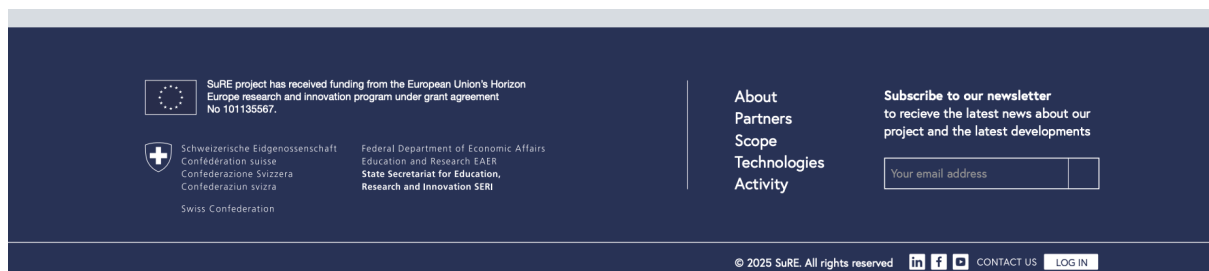 SuRE project has received funding from the European Union's Horizon
Europe research and innovation program under grant agreement
No 101135567.
Schweizerische Eidgenossenschaft
Confédération suisse
Confederazione Svizzera
Confederaziun svizra
Swiss Confederation
Federal Department of Economic Affairs
Education and Research EAER
State Secretariat for Education,
Research and Innovation SERI
About
Partners
Scope
Technologies
Activity
Subscribe to our newsletter
to recieve the latest news about our
project and the latest developments
Your email address
© 2025 SuRE. All rights reserved in f CONTACT US LOG IN